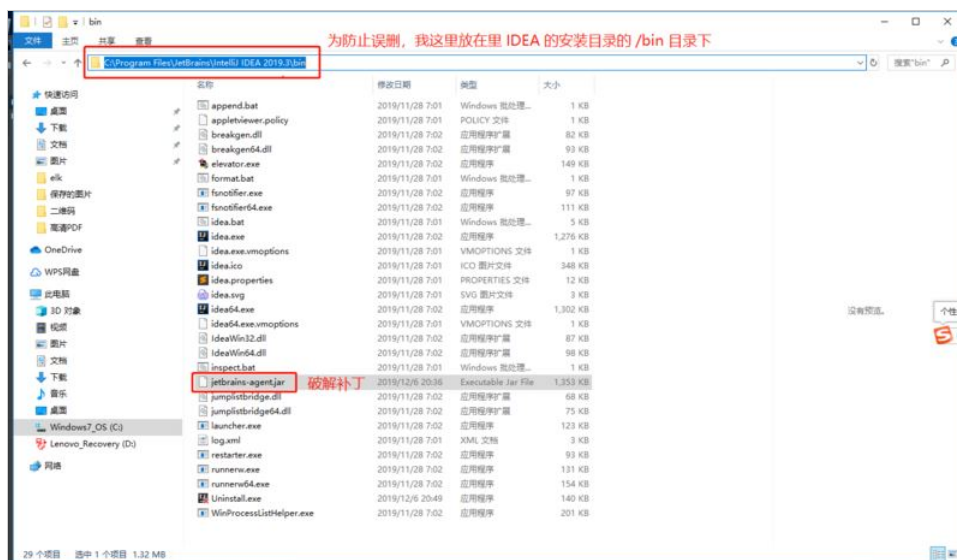 bin
文件 主页 共享 查看
为防止误删，我这里放在里 IDEA 的安装目录的 /bin 目录下
C:\Program Files\JetBrains\IntelliJ IDEA 2019.3\bin
搜索"bin"
名称 修改日期 类型 大小
快速访问
桌面
下载
文档
图片
elk
保存的图片
二维码
高清PDF
OneDrive
WPS网盘
此电脑
3D 对象
视频
图片
文档
下载
音乐
桌面
Windows7_OS (C:)
Lenovo_Recovery (D:)
网络
append.bat 2019/11/28 7:01 Windows 批处理... 1 KB
appletviewer.policy 2019/11/28 7:01 POLICY 文件 1 KB
breakgen.dll 2019/11/28 7:02 应用程序扩展 82 KB
breakgen64.dll 2019/11/28 7:02 应用程序扩展 93 KB
elevator.exe 2019/11/28 7:02 应用程序 149 KB
format.bat 2019/11/28 7:01 Windows 批处理... 1 KB
fsnotifier.exe 2019/11/28 7:02 应用程序 97 KB
fsnotifier64.exe 2019/11/28 7:02 应用程序 111 KB
idea.bat 2019/11/28 7:01 Windows 批处理... 5 KB
idea.exe 2019/11/28 7:02 应用程序 1,276 KB
idea.exe.vmoptions 2019/11/28 7:01 VMOPTIONS 文件 1 KB
idea.ico 2019/11/28 7:01 ICO 图片文件 348 KB
idea.properties 2019/11/28 7:01 PROPERTIES 文件 12 KB
idea.svg 2019/11/28 7:01 SVG 图片文件 3 KB
idea64.exe 2019/11/28 7:02 应用程序 1,302 KB
idea64.exe.vmoptions 2019/11/28 7:01 VMOPTIONS 文件 1 KB
IdeaWin32.dll 2019/11/28 7:02 应用程序扩展 87 KB
IdeaWin64.dll 2019/11/28 7:02 应用程序扩展 98 KB
inspect.bat 2019/11/28 7:01 Windows 批处理... 1 KB
jetbrains-agent.jar 破解补丁 2019/12/6 20:36 Executable Jar File 1,353 KB
jumplistbridge.dll 2019/11/28 7:02 应用程序扩展 68 KB
jumplistbridge64.dll 2019/11/28 7:02 应用程序扩展 75 KB
launcher.exe 2019/11/28 7:02 应用程序 123 KB
log.xml 2019/11/28 7:01 XML 文档 3 KB
restarter.exe 2019/11/28 7:02 应用程序 93 KB
runnerw.exe 2019/11/28 7:02 应用程序 131 KB
runnerw64.exe 2019/11/28 7:02 应用程序 154 KB
Uninstall.exe 2019/12/6 20:49 应用程序 140 KB
WinProcessListHelper.exe 2019/11/28 7:02 应用程序 201 KB
没有预览。
个性
29 个项目 选中 1 个项目 1.32 MB